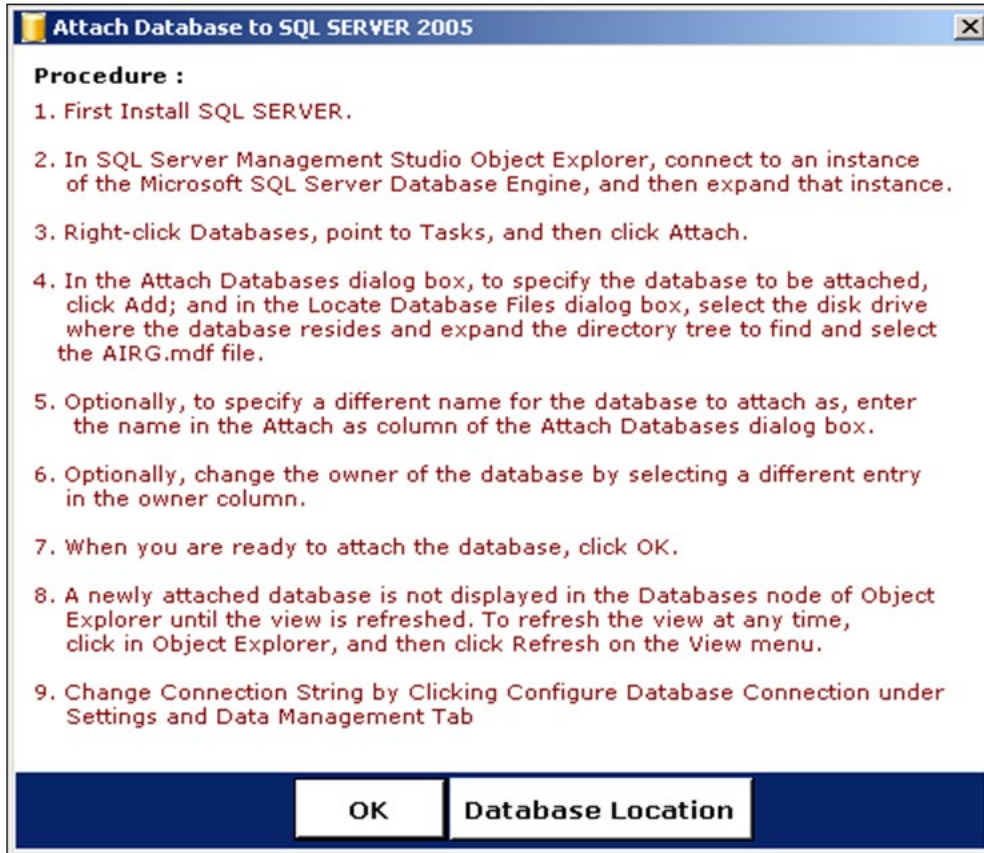 Attach Database to SQL SERVER 2005
Procedure :
1. First Install SQL SERVER.
2. In SQL Server Management Studio Object Explorer, connect to an instance
of the Microsoft SQL Server Database Engine, and then expand that instance.
3. Right-click Databases, point to Tasks, and then click Attach.
4. In the Attach Databases dialog box, to specify the database to be attached,
click Add; and in the Locate Database Files dialog box, select the disk drive
where the database resides and expand the directory tree to find and select
the AIRG.mdf file.
5. Optionally, to specify a different name for the database to attach as, enter
the name in the Attach as column of the Attach Databases dialog box.
6. Optionally, change the owner of the database by selecting a different entry
in the owner column.
7. When you are ready to attach the database, click OK.
8. A newly attached database is not displayed in the Databases node of Object
Explorer until the view is refreshed. To refresh the view at any time,
click in Object Explorer, and then click Refresh on the View menu.
9. Change Connection String by Clicking Configure Database Connection under
Settings and Data Management Tab
OK
Database Location